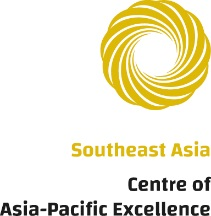 Southeast Asia
Centre of
Asia-Pacific Excellence